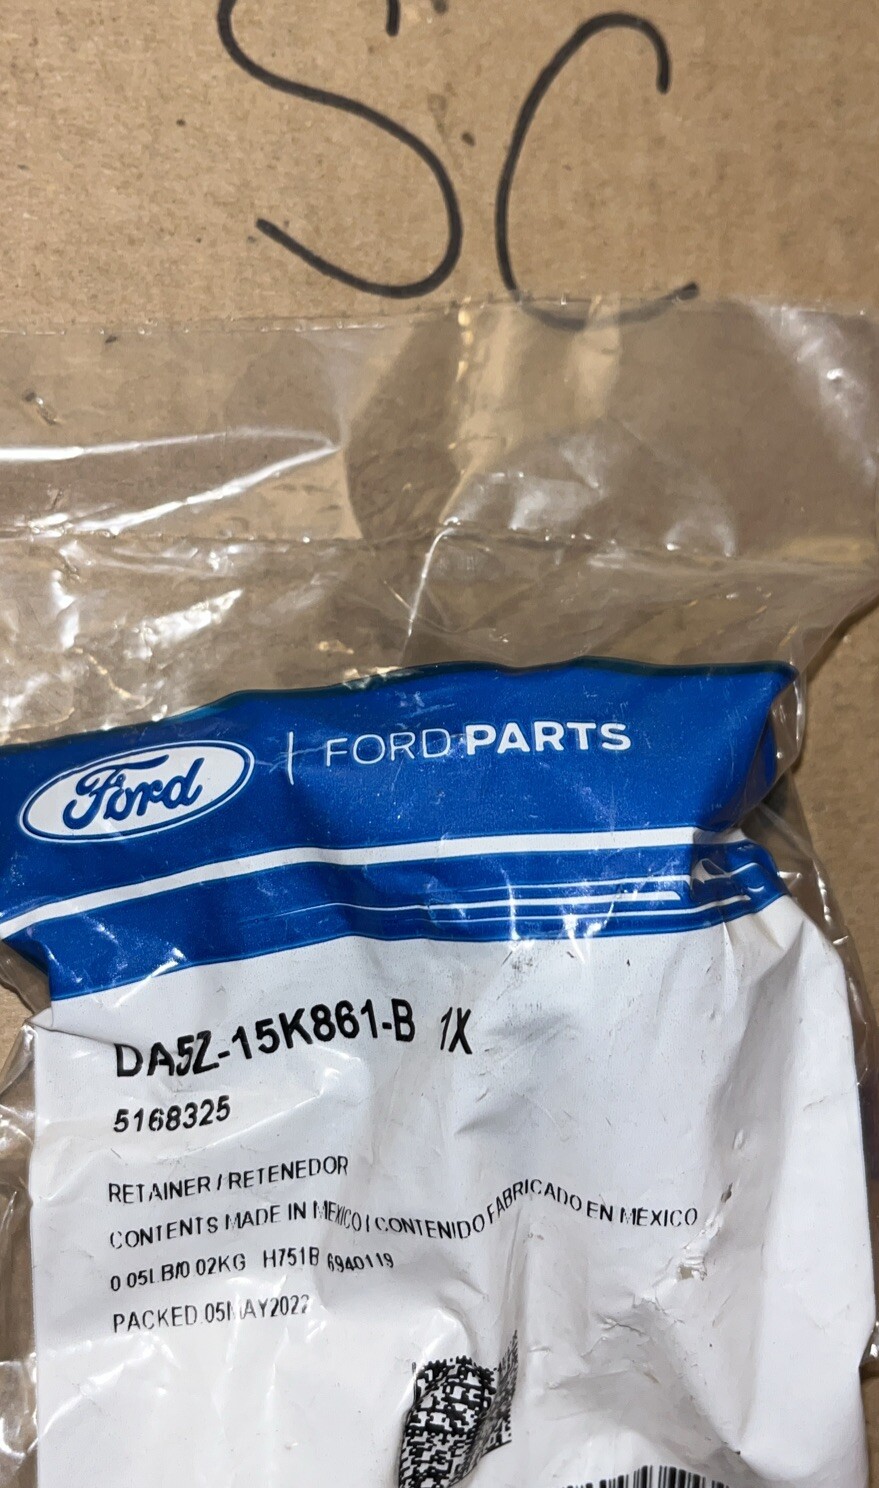 SC
Ford | FORD PARTS
DA5Z-15K861-B 1X
5168325
RETAINER / RETENEDOR
CONTENTS MADE IN MEXICO / CONTENIDO FABRICADO EN MEXICO
0 05LB/0 02KG H751B 6940119
PACKED 05MAY2022